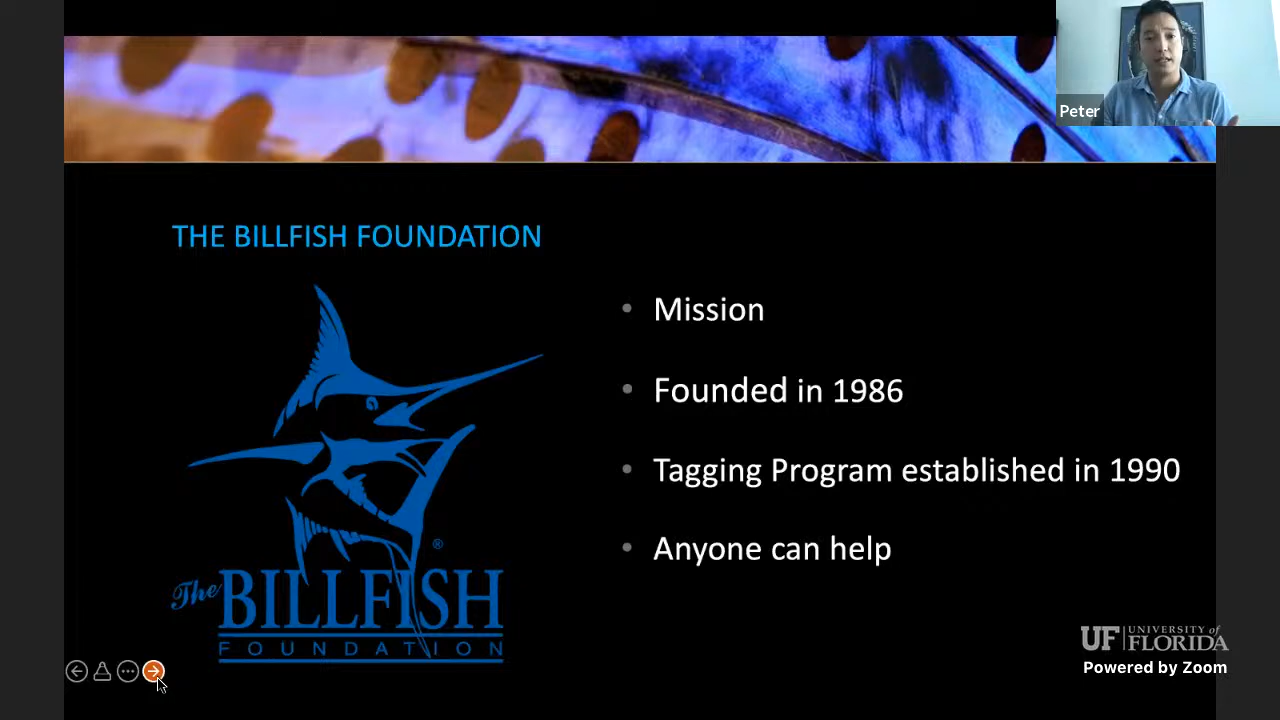 Peter
THE BILLFISH FOUNDATION
• Mission
• Founded in 1986
• Tagging Program established in 1990
• Anyone can help
®
The BILLFISH
FOUNDATION
UF | UNIVERSITY of
FLORIDA
Powered by Zoom